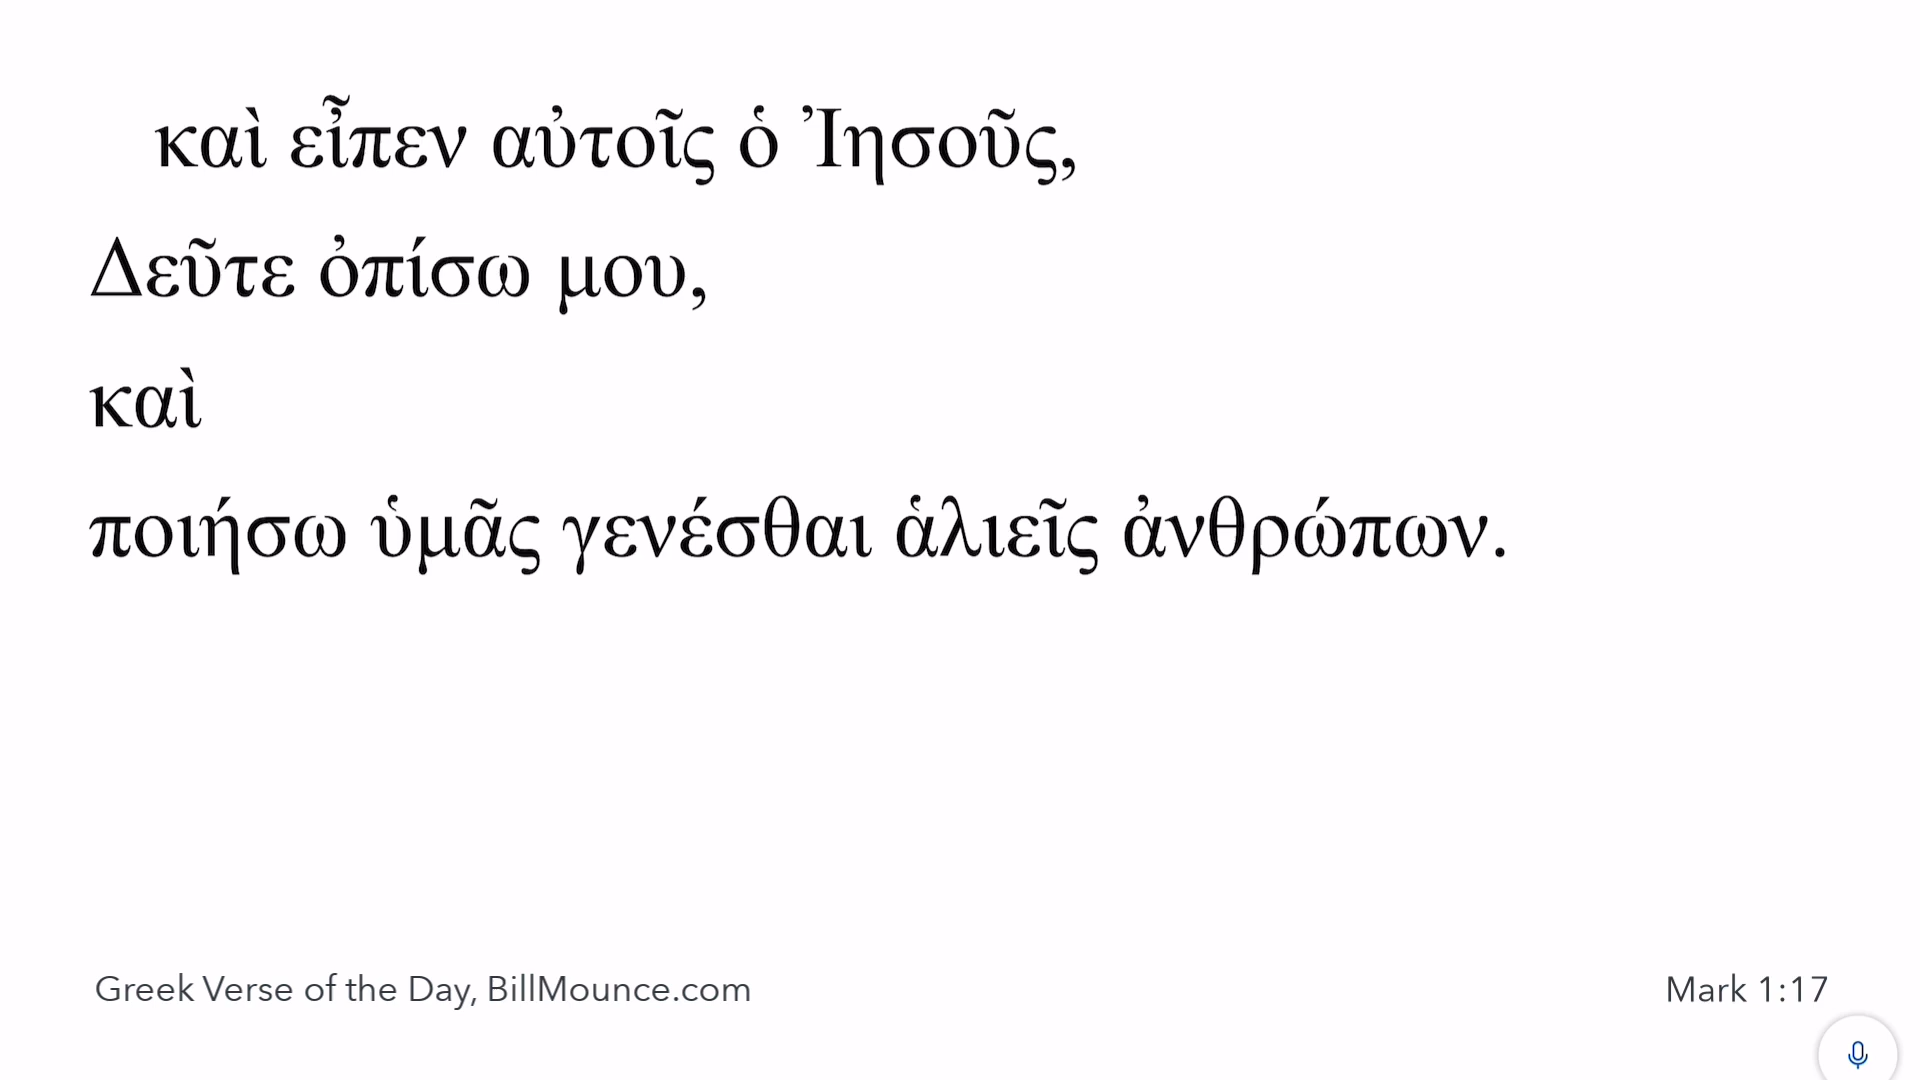 καὶ εἶπεν αὐτοῖς ὁ Ἰησοῦς,
Δεῦτε ὀπίσω μου,
καὶ
ποιήσω ὑμᾶς γενέσθαι ἁλιεῖς ἀνθρώπων.
Greek Verse of the Day, BillMounce.com
Mark 1:17